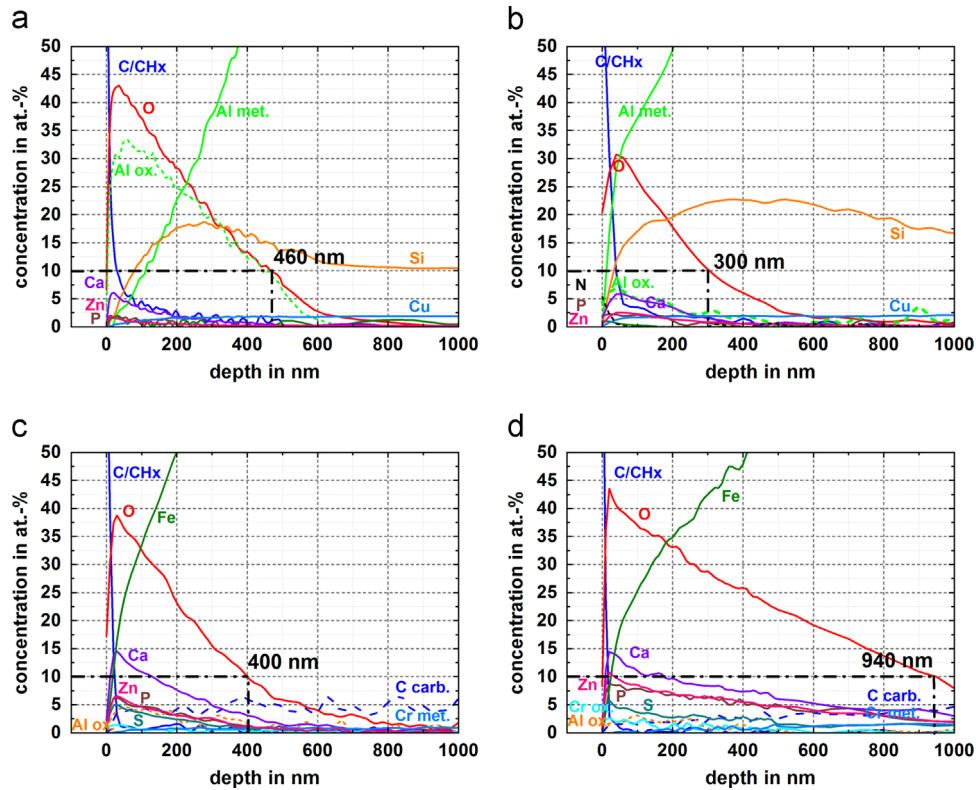 a
concentration in at.-%
50
45
40
35
30
25
20
15
10
5
0
C/CHx
O
Al met.
Al ox.
460 nm
Si
Ca
Zn
P
Cu
0 200 400 600 800 1000
depth in nm
b
concentration in at.-%
50
45
40
35
30
25
20
15
10
5
0
C/CHx
Al met.
O
Si
300 nm
N
Al ox.
P
Ca
Cu
Zn
0 200 400 600 800 1000
depth in nm
c
concentration in at.-%
50
45
40
35
30
25
20
15
10
5
0
C/CHx
O
Fe
Ca
400 nm
Zn
P
C carb.
S
Al ox
Cr met.
0 200 400 600 800 1000
depth in nm
d
concentration in at.-%
50
45
40
35
30
25
20
15
10
5
0
C/CHx
O
Fe
Ca
940 nm
Zn
P
C carb.
Cr ox.
S
Cr met.
Al ox
0 200 400 600 800 1000
depth in nm